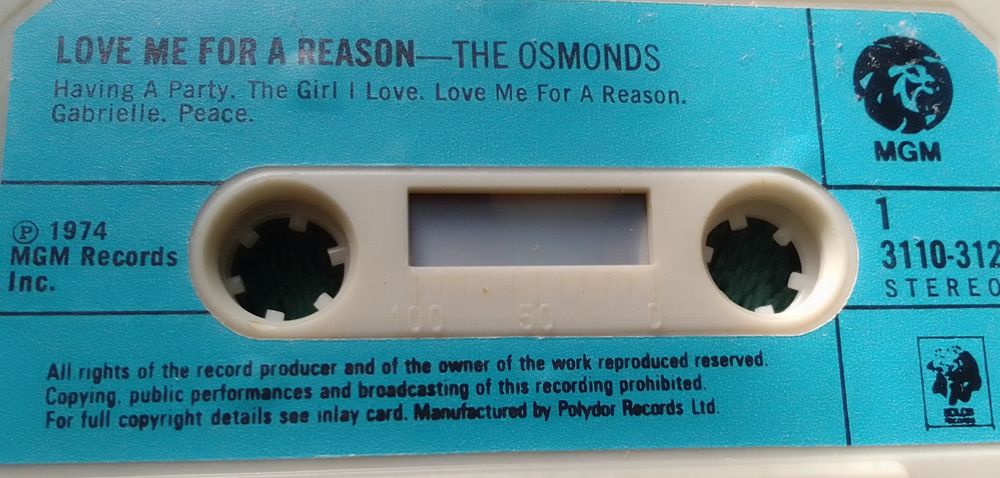 LOVE ME FOR A REASON—THE OSMONDS
Having A Party. The Girl I Love. Love Me For A Reason.
Gabrielle. Peace.
MGM
℗ 1974
MGM Records
Inc.
1
3110-312
STEREO
100 50 0
All rights of the record producer and of the owner of the work reproduced reserved.
Copying, public performances and broadcasting of this recording prohibited.
For full copyright details see inlay card. Manufactured by Polydor Records Ltd.
KOLOB
Records